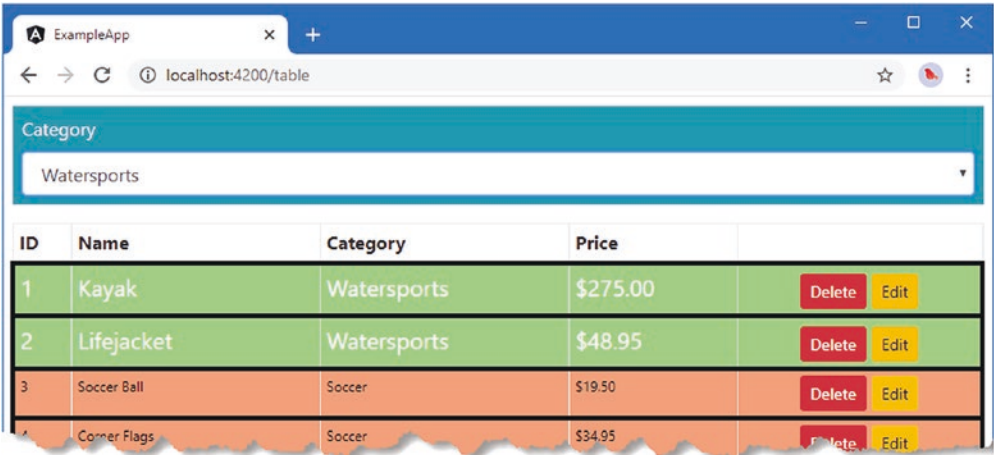 ExampleApp
localhost:4200/table
Category
Watersports
ID Name Category Price
1 Kayak Watersports $275.00 Delete Edit
2 Lifejacket Watersports $48.95 Delete Edit
3 Soccer Ball Soccer $19.50 Delete Edit
Corner Flags Soccer $34.95 Delete Edit